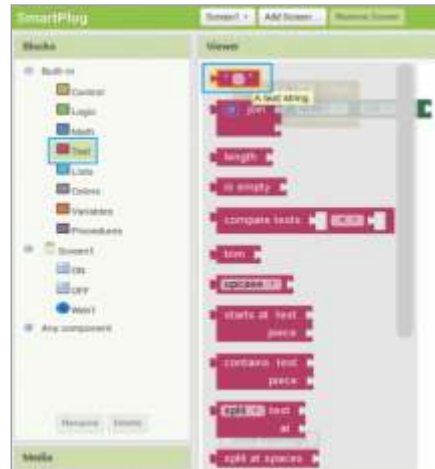 SmartPlug
Screen1 Add Screen... Remove Screen
Blocks
Viewer
Built-in
Control
Logic
Math
Text
Lists
Colors
Variables
Procedures
Screen1
ON
OFF
Web1
Any component
Rename Delete
Media
" "
A text string.
join
length
is empty
compare texts <
trim
upcase
starts at text
piece
contains text
piece
split text
at
split at spaces